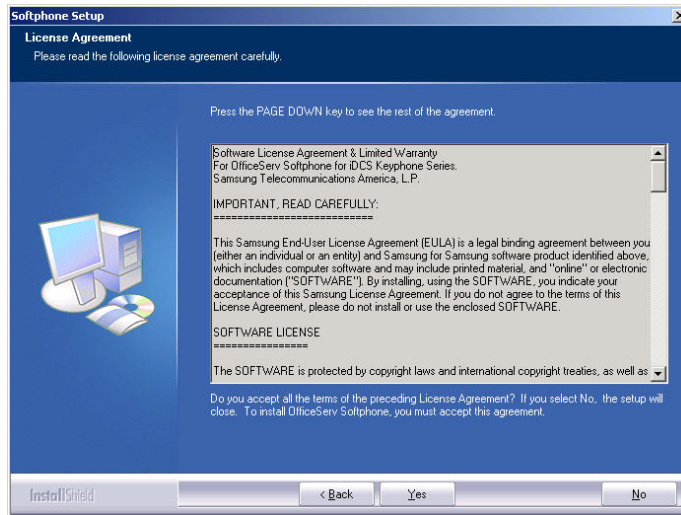 Softphone Setup
License Agreement
Please read the following license agreement carefully.
Press the PAGE DOWN key to see the rest of the agreement.
Software License Agreement & Limited Warranty
For OfficeServ Softphone for iDCS Keyphone Series.
Samsung Telecommunications America, L.P.
IMPORTANT, READ CAREFULLY:
===========================
This Samsung End-User License Agreement (EULA) is a legal binding agreement between you
(either an individual or an entity) and Samsung for Samsung software product identified above,
which includes computer software and may include printed material, and "online" or electronic
documentation ("SOFTWARE"). By installing, using the SOFTWARE, you indicate your
acceptance of this Samsung License Agreement. If you do not agree to the terms of this
License Agreement, please do not install or use the enclosed SOFTWARE.
SOFTWARE LICENSE
================
The SOFTWARE is protected by copyright laws and international copyright treaties, as well as
Do you accept all the terms of the preceding License Agreement? If you select No, the setup will
close. To install OfficeServ Softphone, you must accept this agreement.
InstallShield
< Back
Yes
No